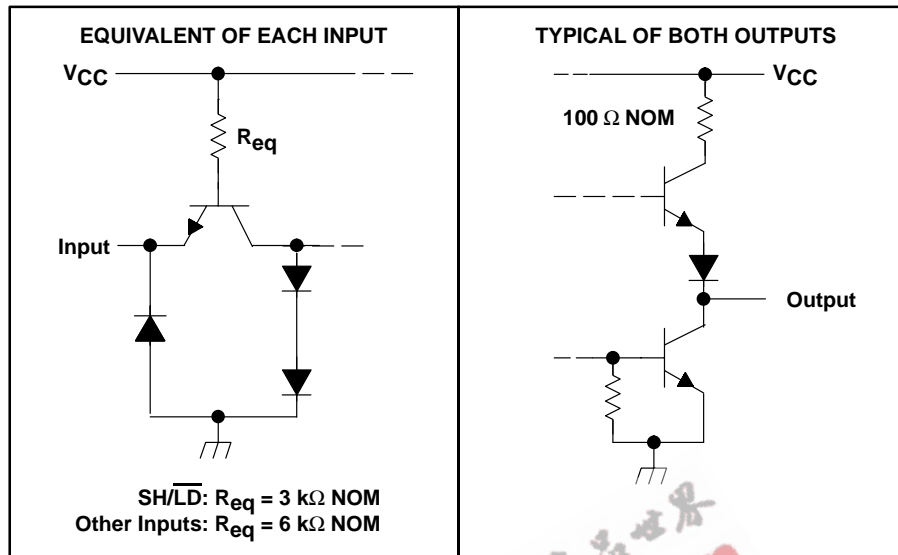 EQUIVALENT OF EACH INPUT
VCC
Req
Input
SH/LD: Req = 3 kΩ NOM
Other Inputs: Req = 6 kΩ NOM
TYPICAL OF BOTH OUTPUTS
VCC
100 Ω NOM
Output